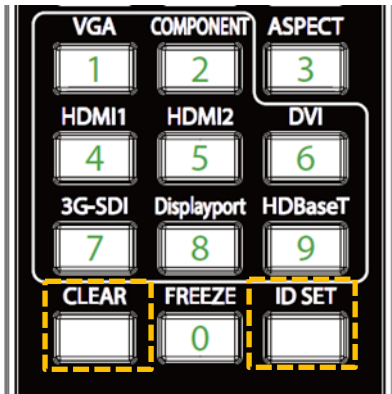 VGA COMPONENT ASPECT
1 2 3
HDMI1 HDMI2 DVI
4 5 6
3G-SDI Displayport HDBaseT
7 8 9
CLEAR FREEZE ID SET
0